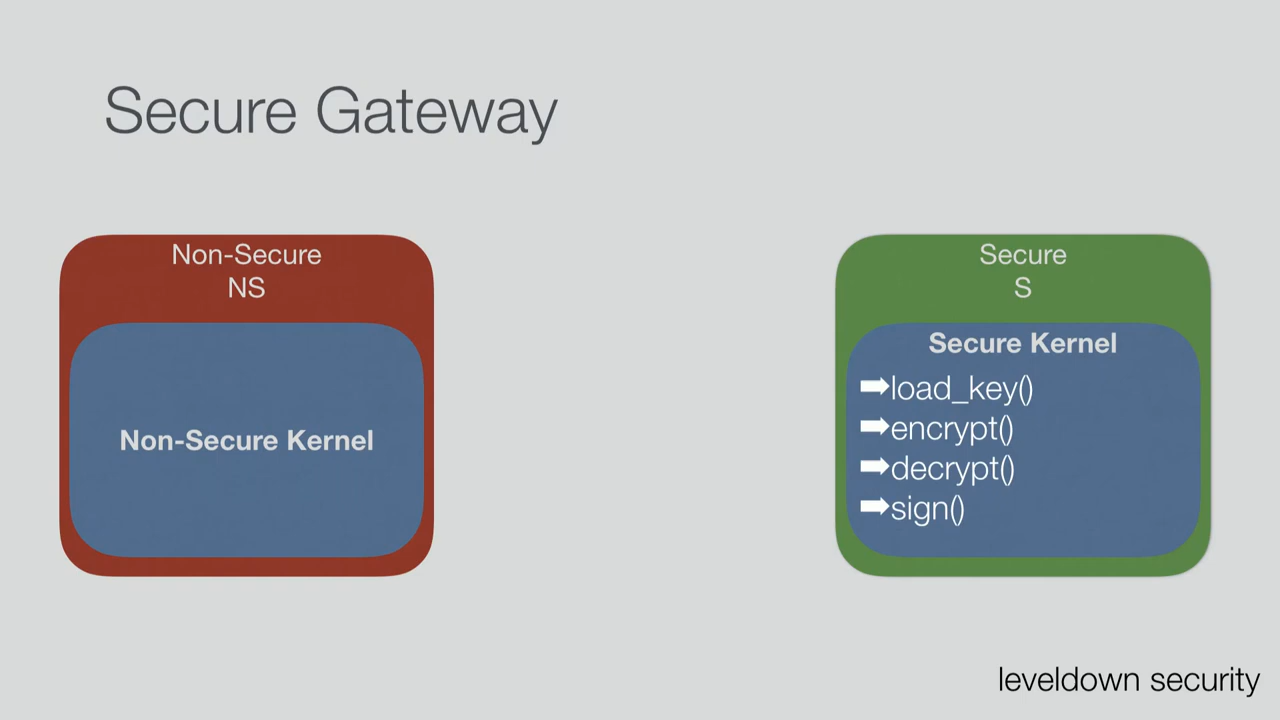 Secure Gateway
Non-Secure
NS
Non-Secure Kernel
Secure
S
Secure Kernel
➡load_key()
➡encrypt()
➡decrypt()
➡sign()
leveldown security